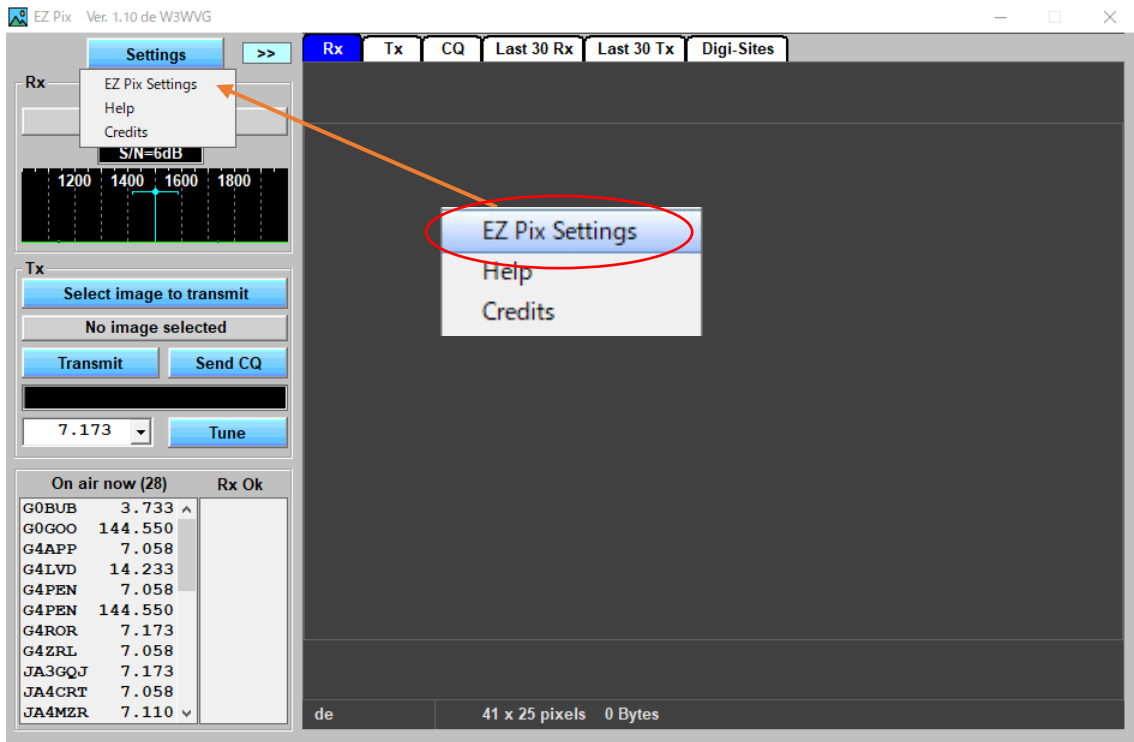 EZ Pix Ver. 1.10 de W3WVG
Settings >>
Rx Tx CQ Last 30 Rx Last 30 Tx Digi-Sites
Rx
EZ Pix Settings
Help
Credits
S/N=6dB
1200 1400 1600 1800
EZ Pix Settings
Help
Credits
Tx
Select image to transmit
No image selected
Transmit Send CQ
7.173 Tune
On air now (28) Rx Ok
G0BUB 3.733
G0GOO 144.550
G4APP 7.058
G4LVD 14.233
G4PEN 7.058
G4PEN 144.550
G4ROR 7.173
G4ZRL 7.058
JA3GQJ 7.173
JA4CRT 7.058
JA4MZR 7.110
de 41 x 25 pixels 0 Bytes